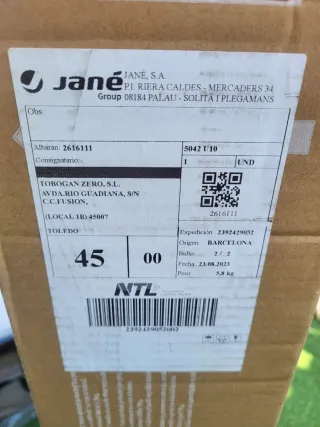 Jané
Group
JANÉ, S.A.
P.I. RIERA CALDES - MERCADERS 34
08184 PALAU - SOLITÀ I PLEGAMANS
Obs:
Albarán: 2616111
5042 U10
Consignatario:
1 UND
TOBOGAN ZERO, S.L.
AVDA.RIO GUADIANA, S/N
C.C.FUSION,
(LOCAL 1B) 45007
TOLEDO
2616111
Expedición: 2392429052
Origen: BARCELONA
Bulto: 2 / 2
Fecha: 23.08.2023
Peso: 5,8 kg
45
00
NTL
2392429052002